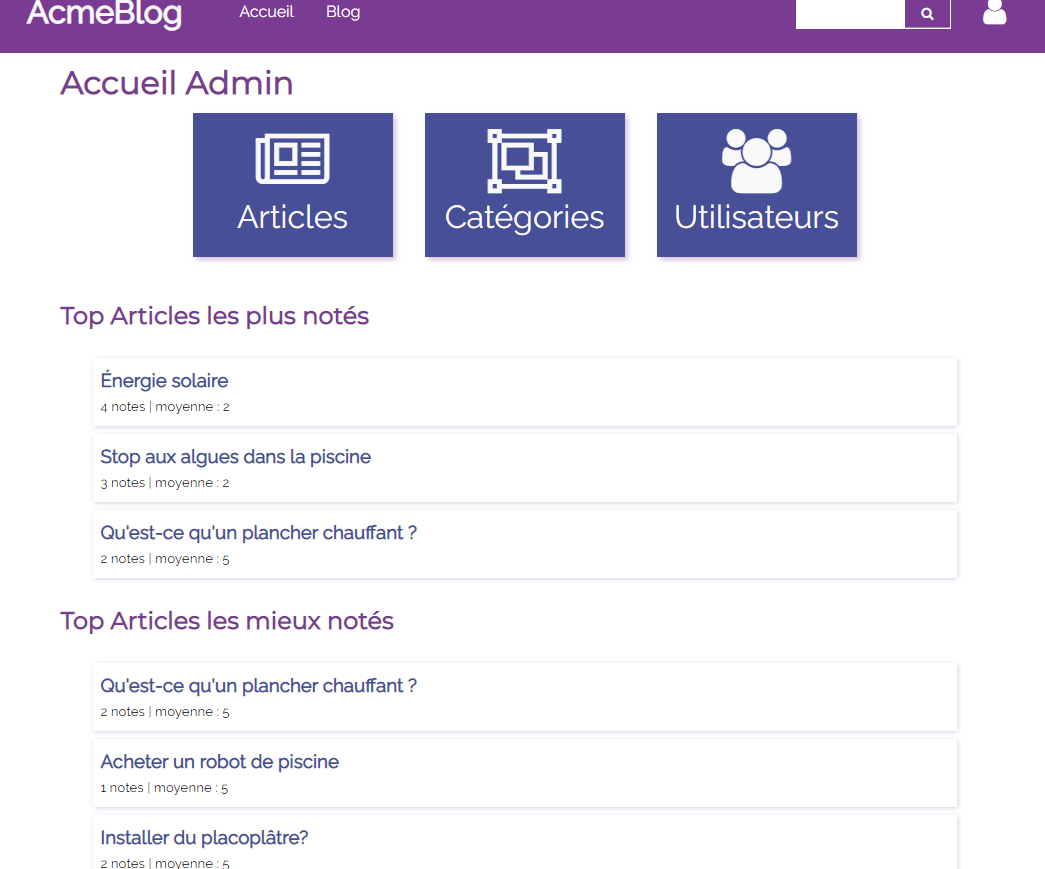 AcmeBlog Accueil Blog
Accueil Admin
Articles Catégories Utilisateurs
Top Articles les plus notés
Énergie solaire
4 notes | moyenne : 2
Stop aux algues dans la piscine
3 notes | moyenne : 2
Qu'est-ce qu'un plancher chauffant ?
2 notes | moyenne : 5
Top Articles les mieux notés
Qu'est-ce qu'un plancher chauffant ?
2 notes | moyenne : 5
Acheter un robot de piscine
1 notes | moyenne : 5
Installer du placoplâtre?
2 notes | moyenne : 5